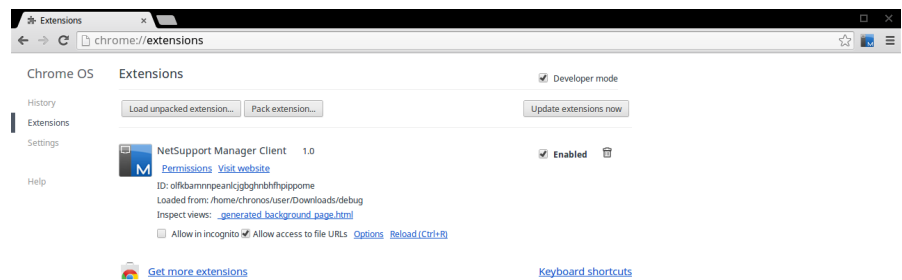 Extensions ×
chrome://extensions
Chrome OS
Extensions
Developer mode
History
Extensions
Settings
Help
Load unpacked extension... Pack extension... Update extensions now
NetSupport Manager Client 1.0
Enabled
M
Permissions Visit website
ID: olfkbamnnpeanlcjgbghnbhfhpippome
Loaded from: /home/chronos/user/Downloads/debug
Inspect views: _generated_background_page.html
Allow in incognito Allow access to file URLs Options Reload (Ctrl+R)
Get more extensions
Keyboard shortcuts